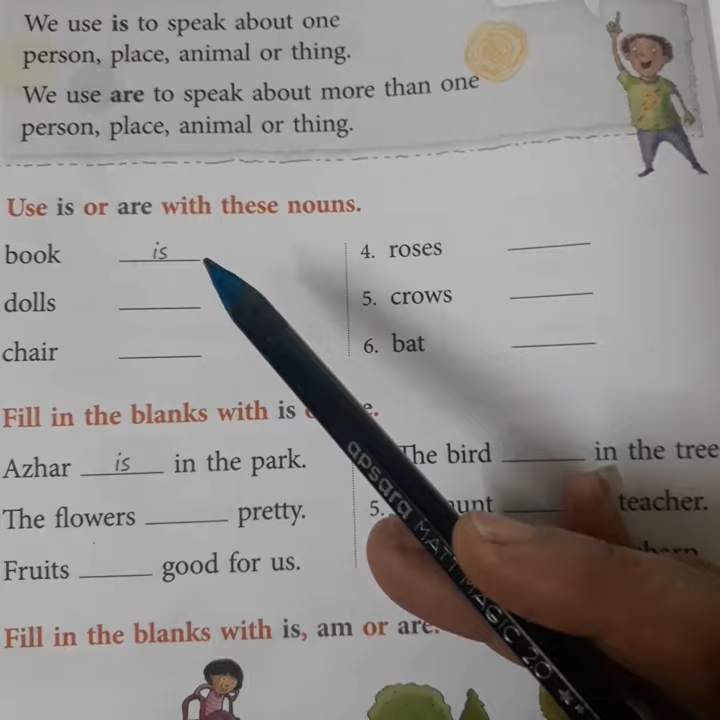 We use is to speak about one
person, place, animal or thing.
We use are to speak about more than one
person, place, animal or thing.
Use is or are with these nouns.
book is
dolls
chair
4. roses
5. crows
6. bat
Fill in the blanks with is
Azhar is in the park.
The flowers ______ pretty.
Fruits ______ good for us.
The bird ______ in the tree
5. ______ teacher.
Fill in the blanks with is, am or are.
apsara MATT MAGIC 2.0